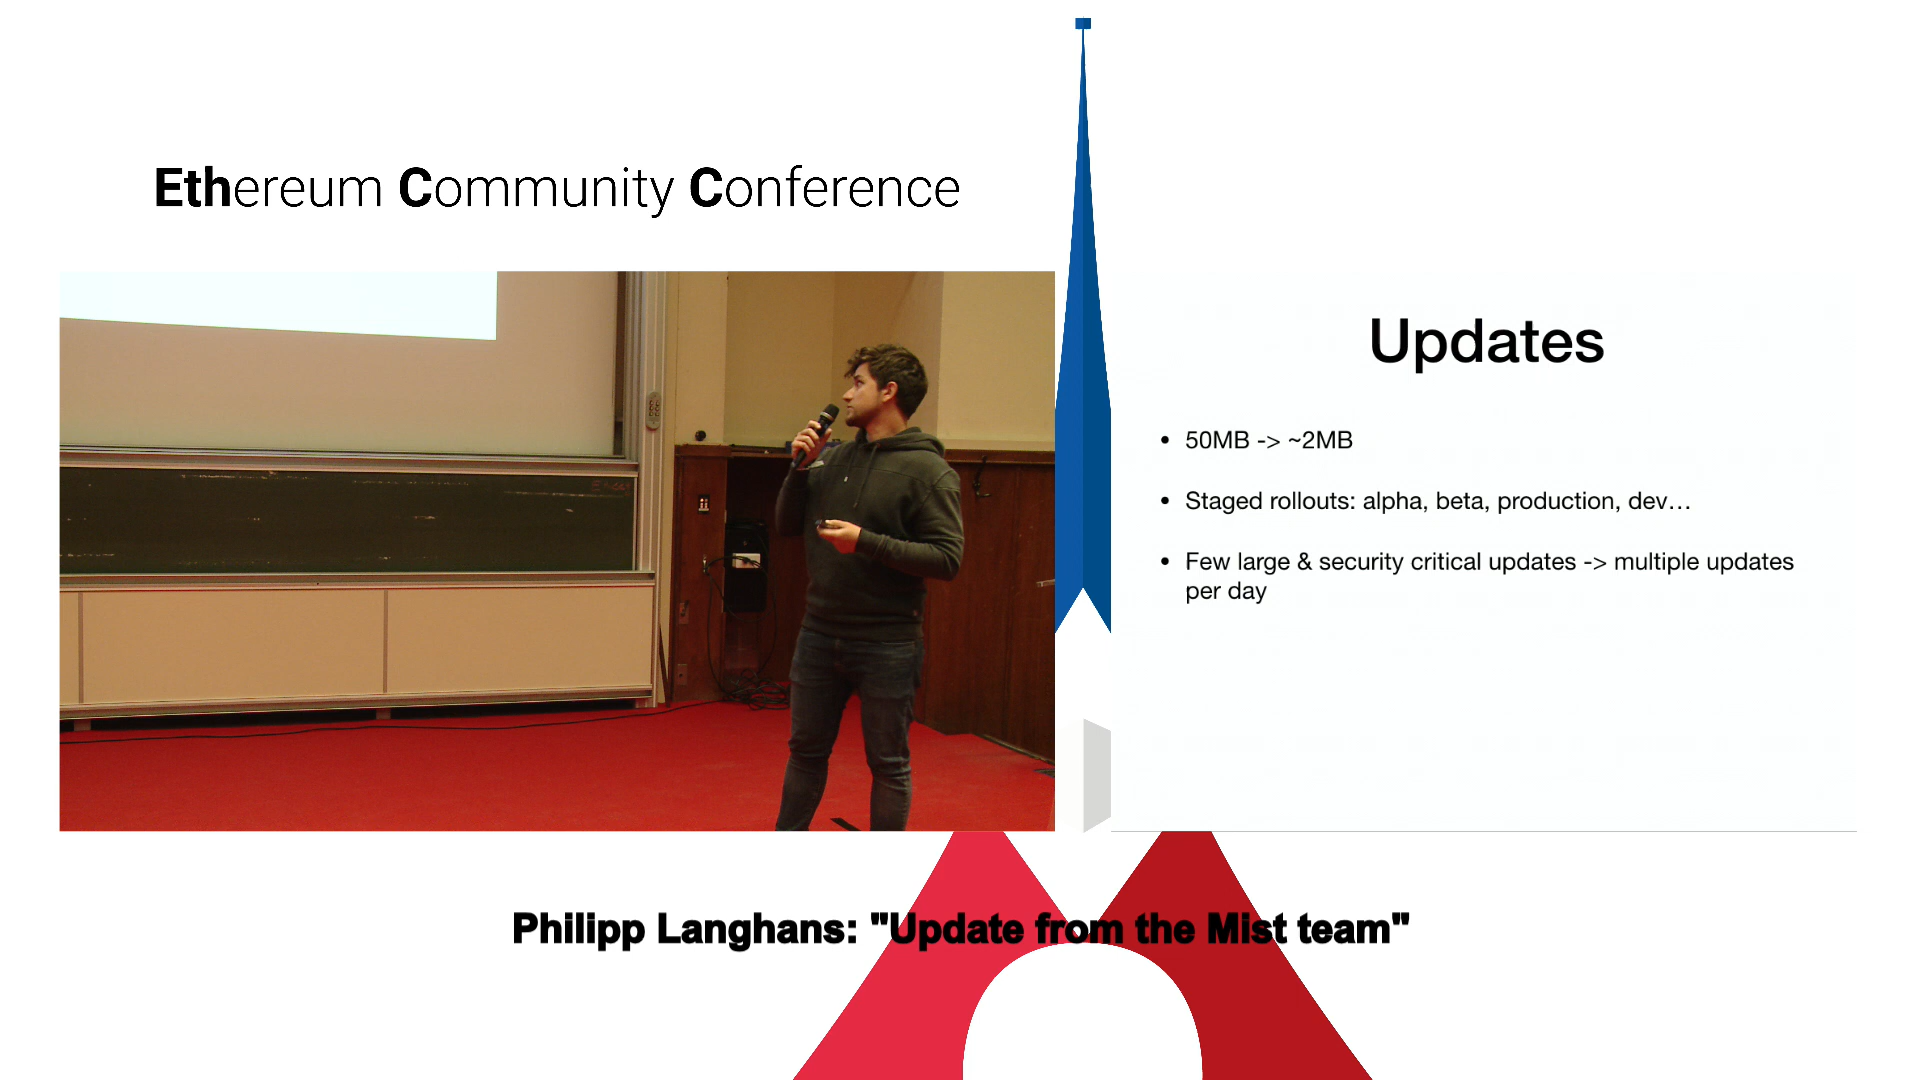 Ethereum Community Conference
Updates
• 50MB -> ~2MB
• Staged rollouts: alpha, beta, production, dev…
• Few large & security critical updates -> multiple updates
per day
Philipp Langhans: "Update from the Mist team"